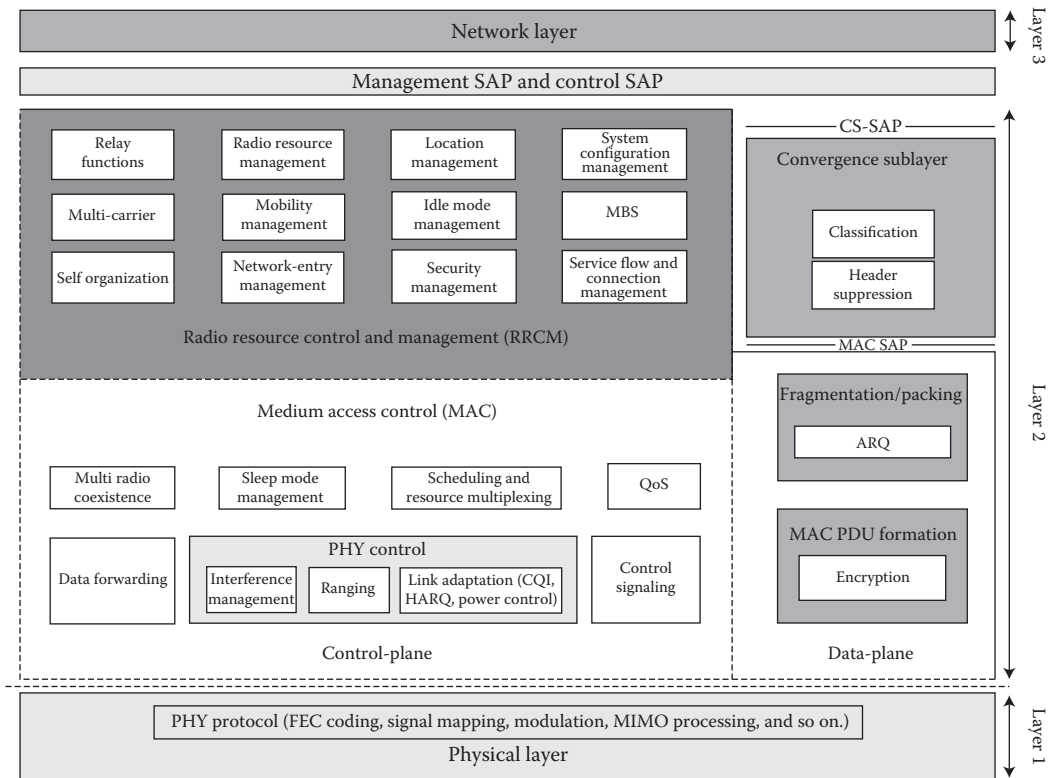 Network layer
Layer 3
Management SAP and control SAP
Relay
functions
Radio resource
management
Location
management
System
configuration
management
Multi-carrier
Mobility
management
Idle mode
management
MBS
Self organization
Network-entry
management
Security
management
Service flow and
connection
management
Radio resource control and management (RRCM)
CS-SAP
Convergence sublayer
Classification
Header
suppression
MAC SAP
Layer 2
Medium access control (MAC)
Multi radio
coexistence
Sleep mode
management
Scheduling and
resource multiplexing
QoS
Data forwarding
PHY control
Interference
management
Ranging
Link adaptation (CQI,
HARQ, power control)
Control
signaling
Control-plane
Fragmentation/packing
ARQ
MAC PDU formation
Encryption
Data-plane
PHY protocol (FEC coding, signal mapping, modulation, MIMO processing, and so on.)
Physical layer
Layer 1